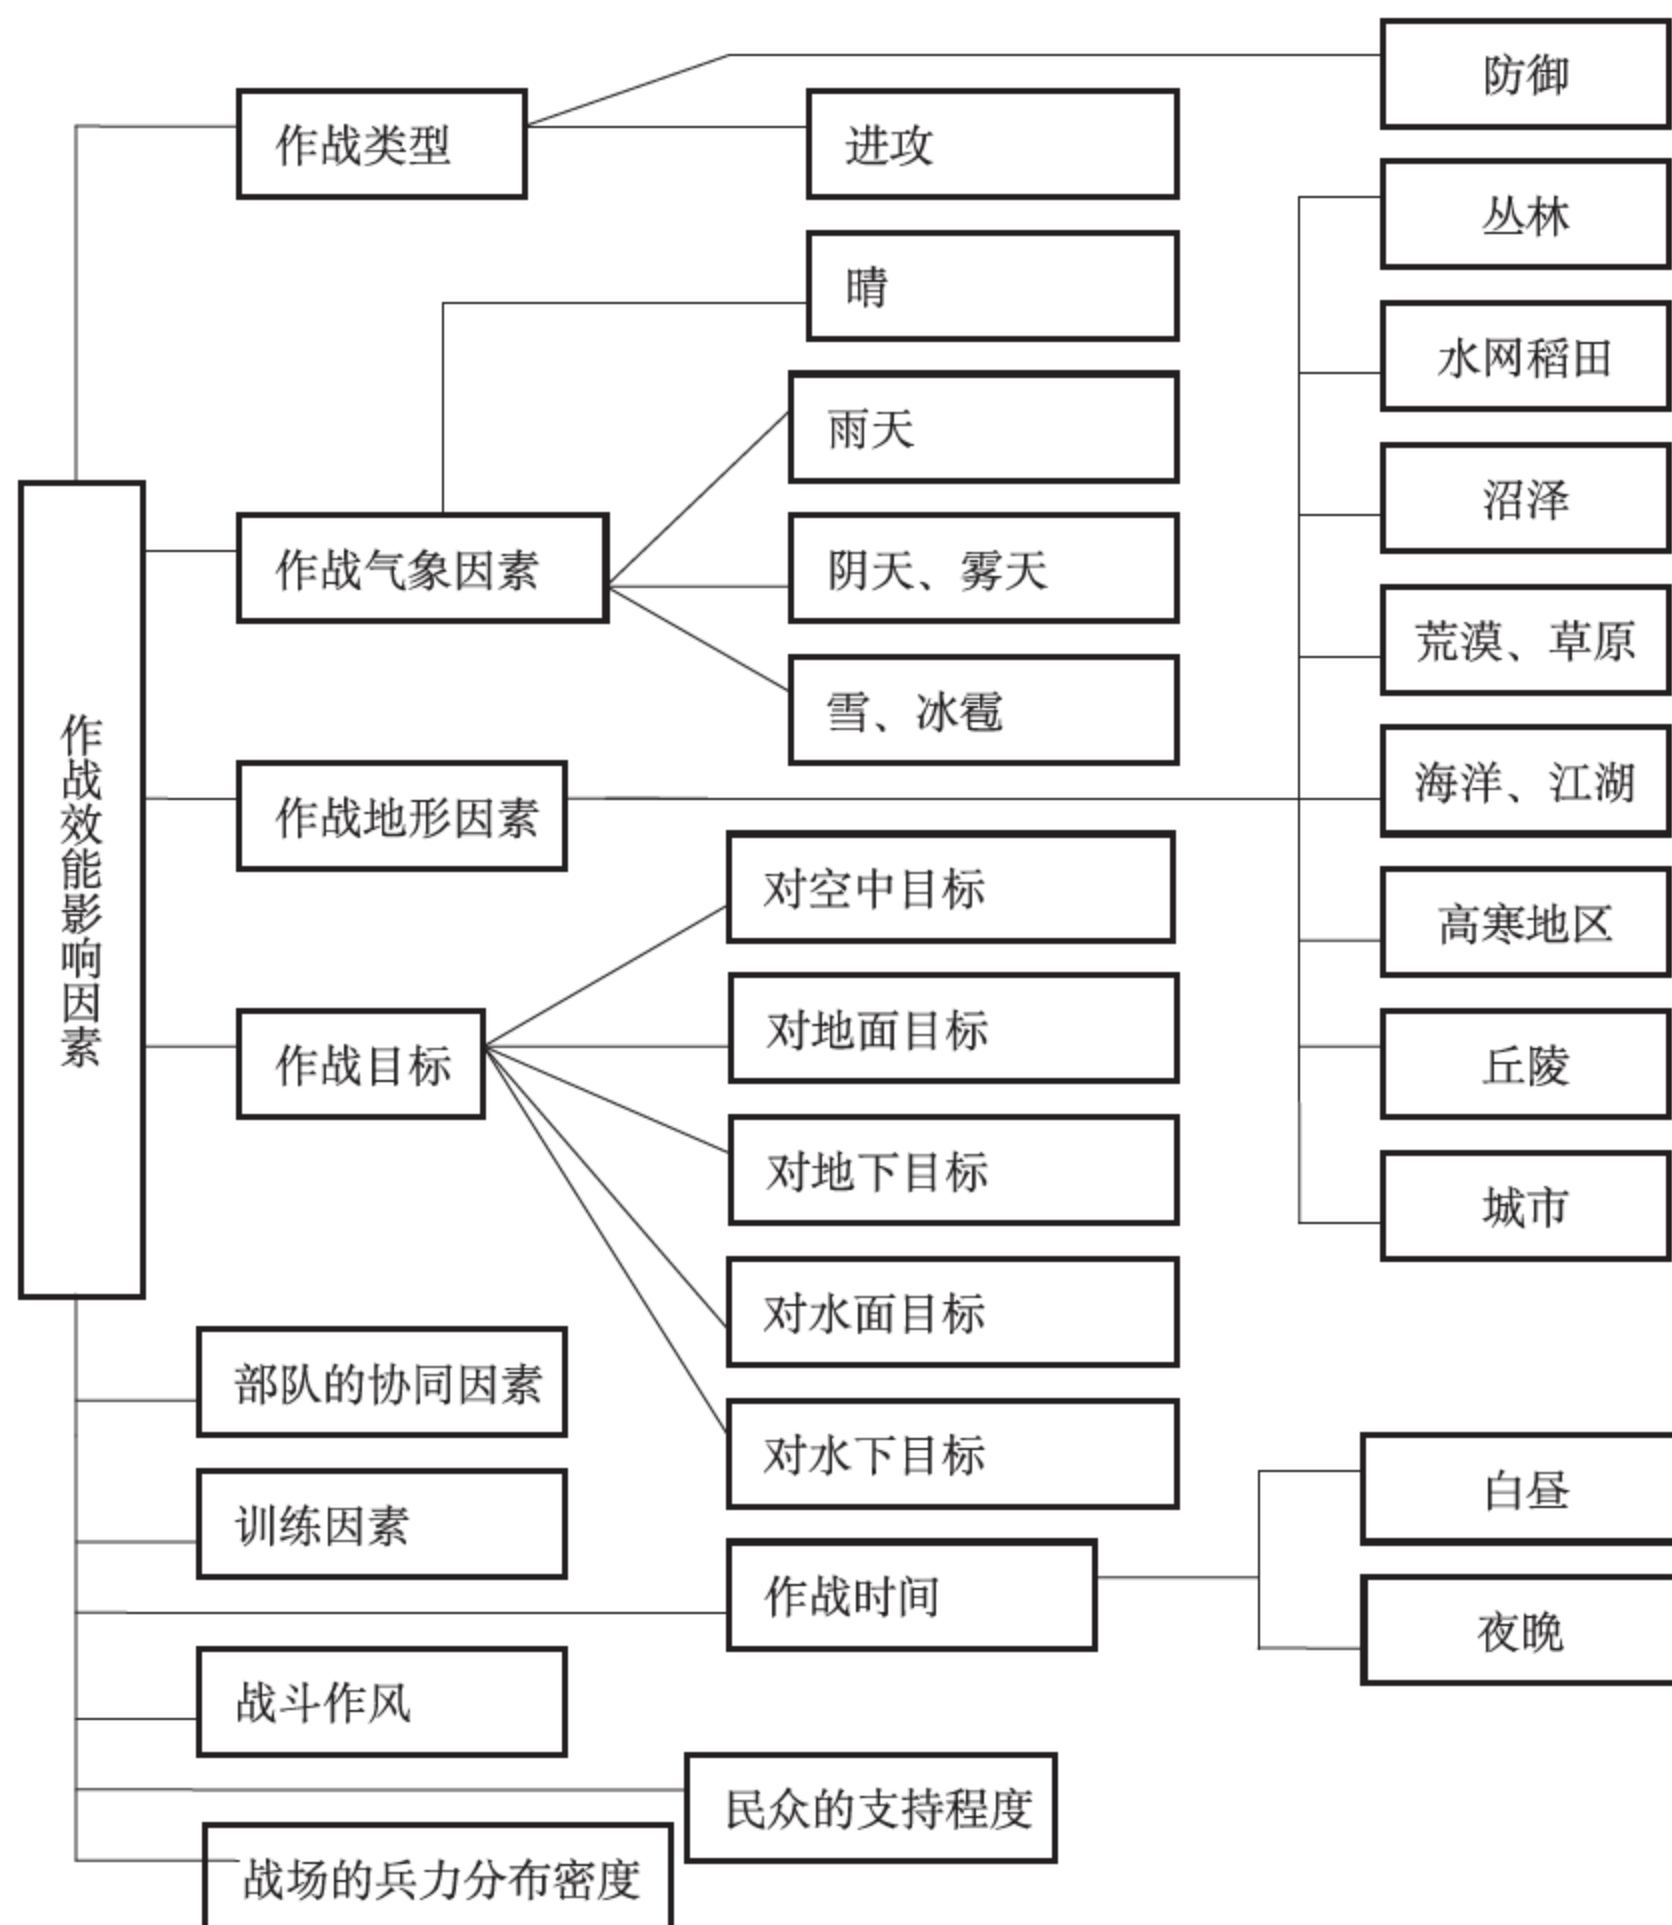 防御
作战类型
进攻
丛林
晴
水网稻田
雨天
沼泽
作战气象因素
阴天、雾天
荒漠、草原
雪、冰雹
海洋、江湖
作战地形因素
作战效能影响因素
对空中目标
高寒地区
对地面目标
作战目标
丘陵
对地下目标
城市
对水面目标
部队的协同因素
对水下目标
白昼
训练因素
作战时间
夜晚
战斗作风
民众的支持程度
战场的兵力分布密度